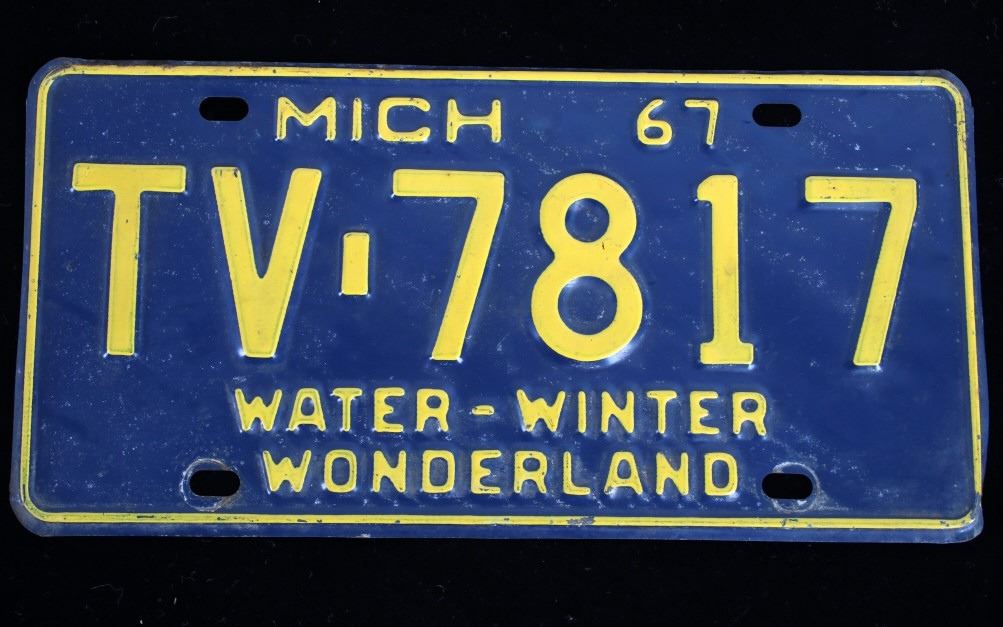 MICH 67
TV-7817
WATER-WINTER
WONDERLAND